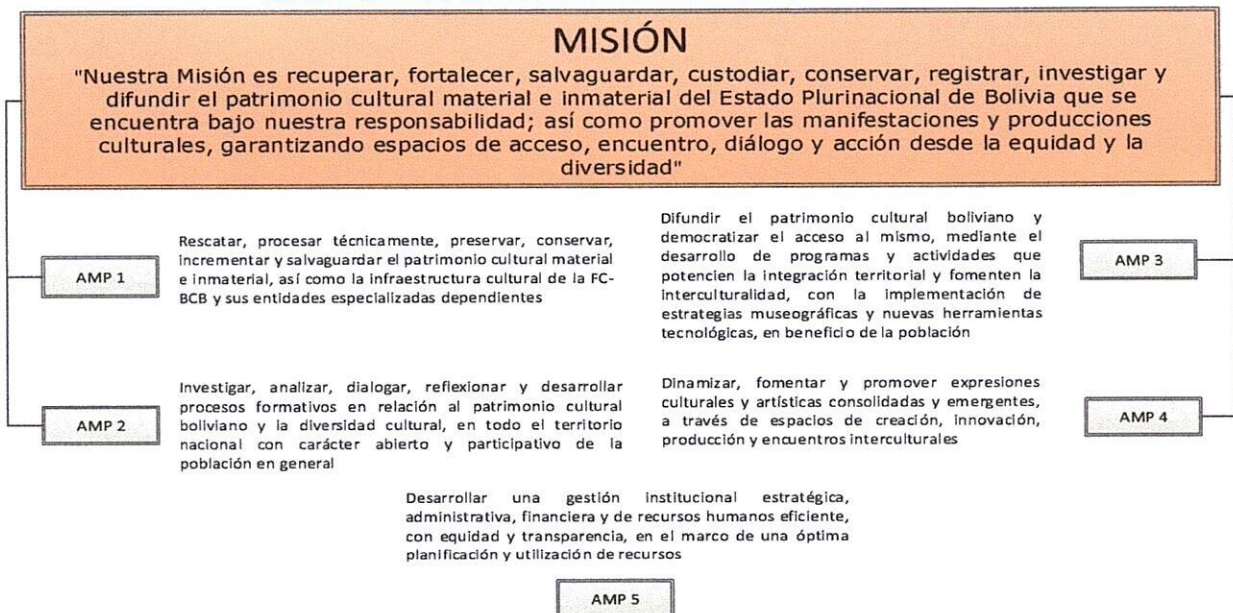 MISIÓN
"Nuestra Misión es recuperar, fortalecer, salvaguardar, custodiar, conservar, registrar, investigar y
difundir el patrimonio cultural material e inmaterial del Estado Plurinacional de Bolivia que se
encuentra bajo nuestra responsabilidad; así como promover las manifestaciones y producciones
culturales, garantizando espacios de acceso, encuentro, diálogo y acción desde la equidad y la
diversidad"
AMP 1
Rescatar, procesar técnicamente, preservar, conservar,
incrementar y salvaguardar el patrimonio cultural material
e inmaterial, así como la infraestructura cultural de la FC-
BCB y sus entidades especializadas dependientes
Difundir el patrimonio cultural boliviano y
democratizar el acceso al mismo, mediante el
desarrollo de programas y actividades que
potencien la integración territorial y fomenten la
interculturalidad, con la implementación de
estrategias museográficas y nuevas herramientas
tecnológicas, en beneficio de la población
AMP 3
AMP 2
Investigar, analizar, dialogar, reflexionar y desarrollar
procesos formativos en relación al patrimonio cultural
boliviano y la diversidad cultural, en todo el territorio
nacional con carácter abierto y participativo de la
población en general
Dinamizar, fomentar y promover expresiones
culturales y artísticas consolidadas y emergentes,
a través de espacios de creación, innovación,
producción y encuentros interculturales
AMP 4
Desarrollar una gestión institucional estratégica,
administrativa, financiera y de recursos humanos eficiente,
con equidad y transparencia, en el marco de una óptima
planificación y utilización de recursos
AMP 5